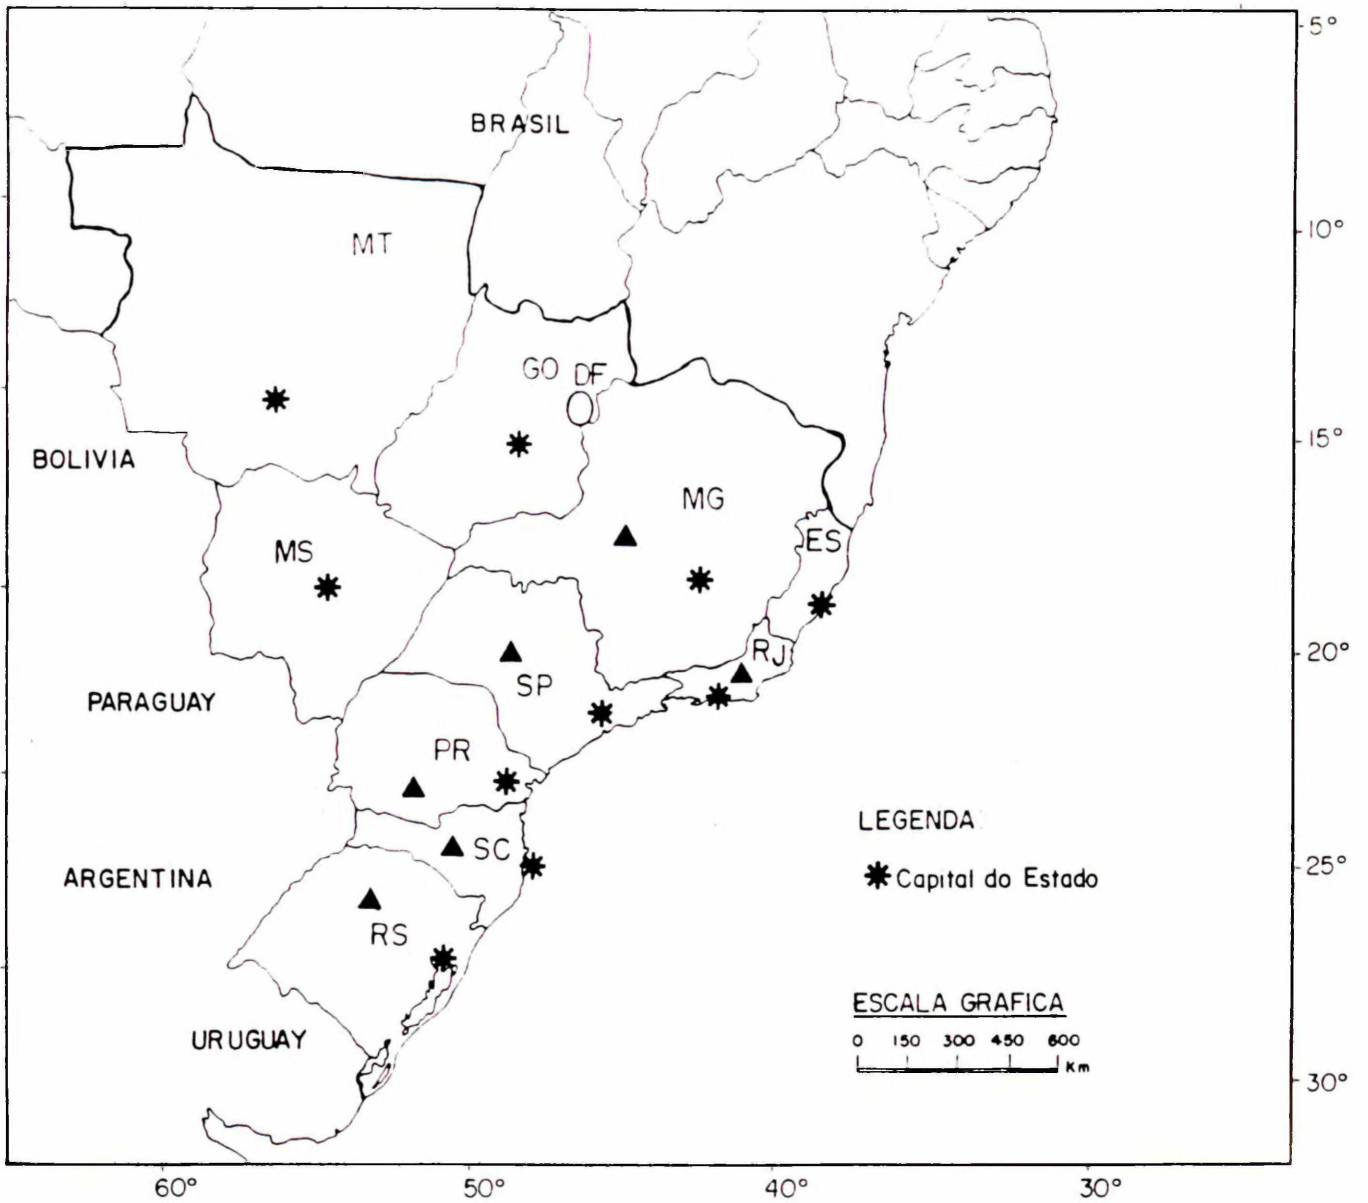 5°
BRASIL
10°
MT
GO DF
15°
BOLIVIA
MG
ES
MS
20°
RJ
SP
PARAGUAY
PR
LEGENDA
SC
25°
Capital do Estado
ARGENTINA
RS
ESCALA GRAFICA
URUGUAY
0 150 300 450 600
Km
30°
60° 50° 40° 30°